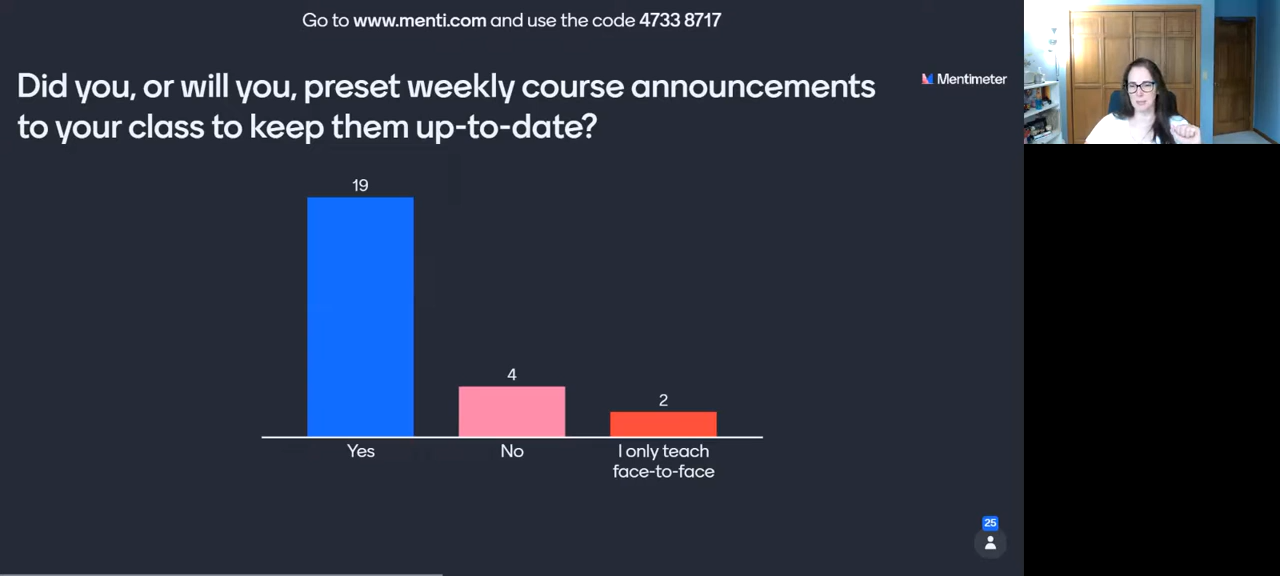 Go to www.menti.com and use the code 4733 8717
Did you, or will you, preset weekly course announcements
to your class to keep them up-to-date?
Mentimeter
19
4
2
Yes
No
I only teach
face-to-face
25